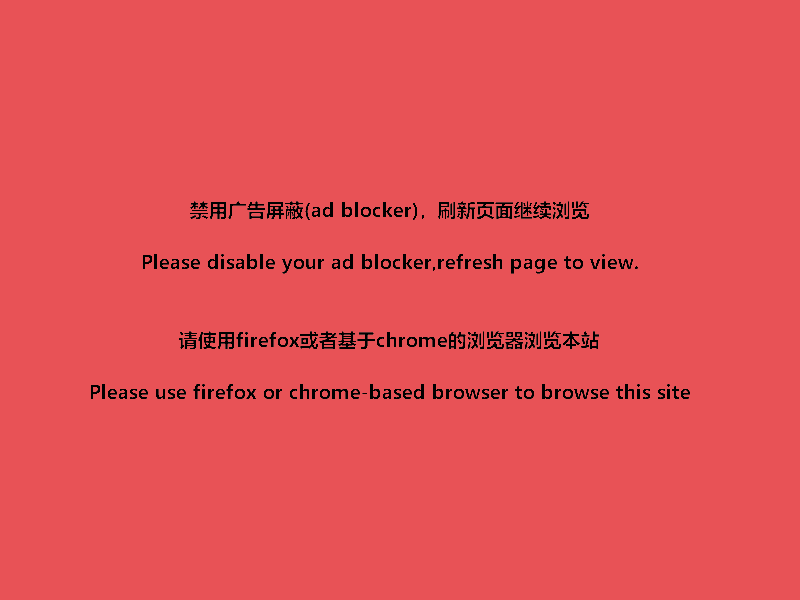 禁用广告屏蔽(ad blocker)，刷新页面继续浏览
Please disable your ad blocker,refresh page to view.
请使用firefox或者基于chrome的浏览器浏览本站
Please use firefox or chrome-based browser to browse this site